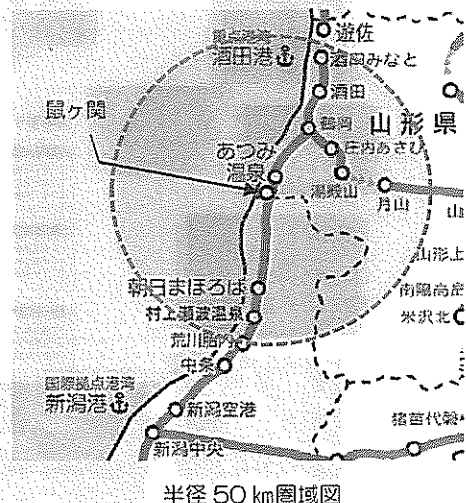 遊佐
重要港湾
酒田港
酒田みなと
酒田
鶴岡
山形県
庄内あさひ
鼠ヶ関
あつみ
温泉
湯殿山
月山
山形上
朝日まほろば
南陽高畠
村上瀬波温泉
米沢北
荒川胎内
中条
国際拠点港湾
新潟港
新潟空港
猪苗代磐
新潟中央
半径 50 km圏域図